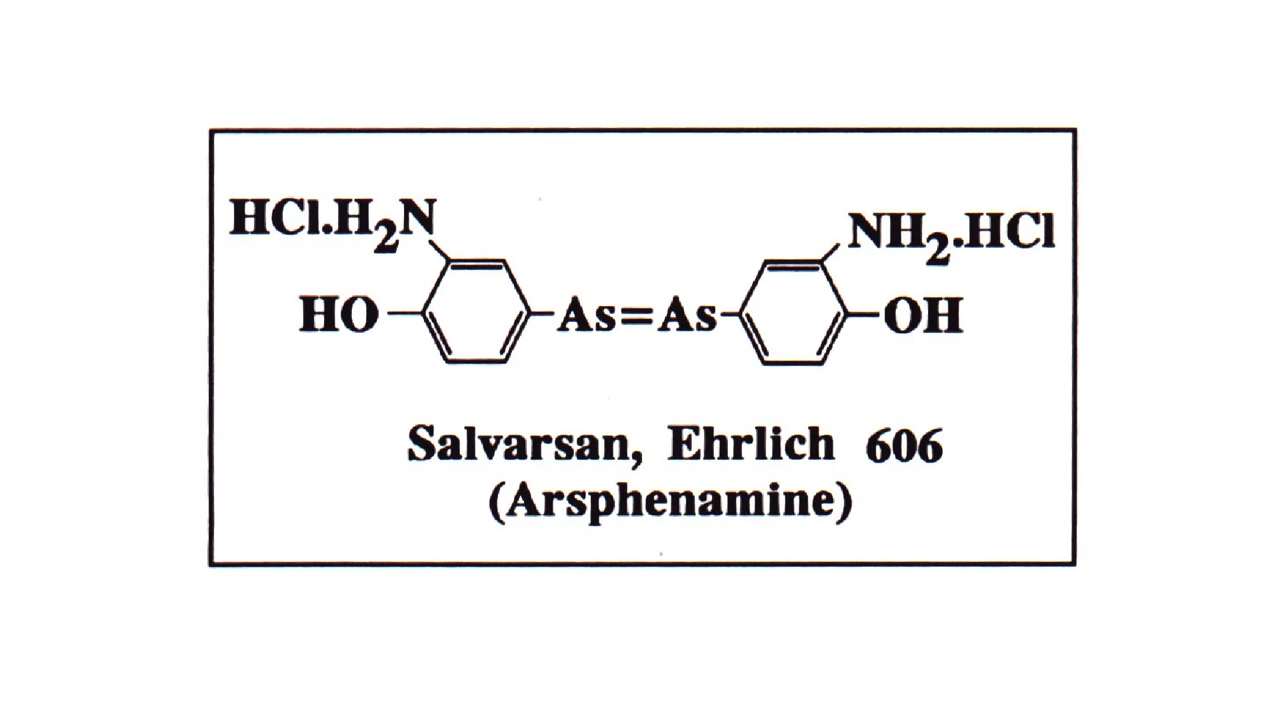 HCl.H2N NH2.HCl
HO As=As OH
Salvarsan, Ehrlich 606
(Arsphenamine)